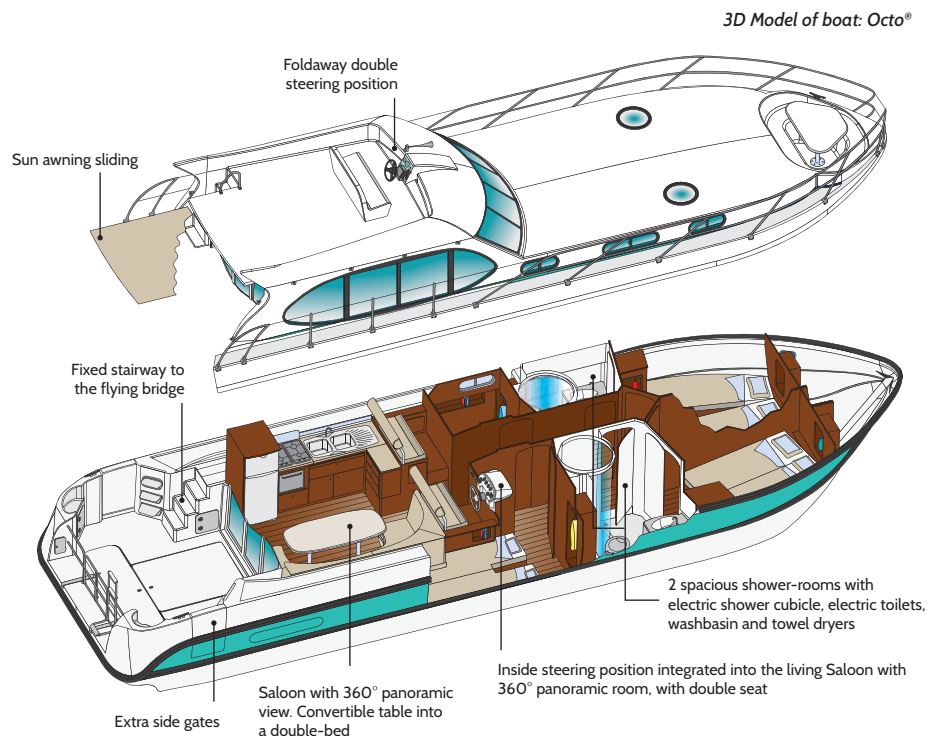 3D Model of boat: Octo®
Foldaway double
steering position
Sun awning sliding
Fixed stairway to
the flying bridge
2 spacious shower-rooms with
electric shower cubicle, electric toilets,
washbasin and towel dryers
Inside steering position integrated into the living Saloon with
360° panoramic room, with double seat
Saloon with 360° panoramic
view. Convertible table into
a double-bed
Extra side gates